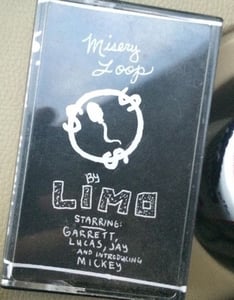 Misery
Loop
BY
LIMO
STARRING:
GARRETT,
LUCAS, JAY
AND INTRODUCING
MICKEY